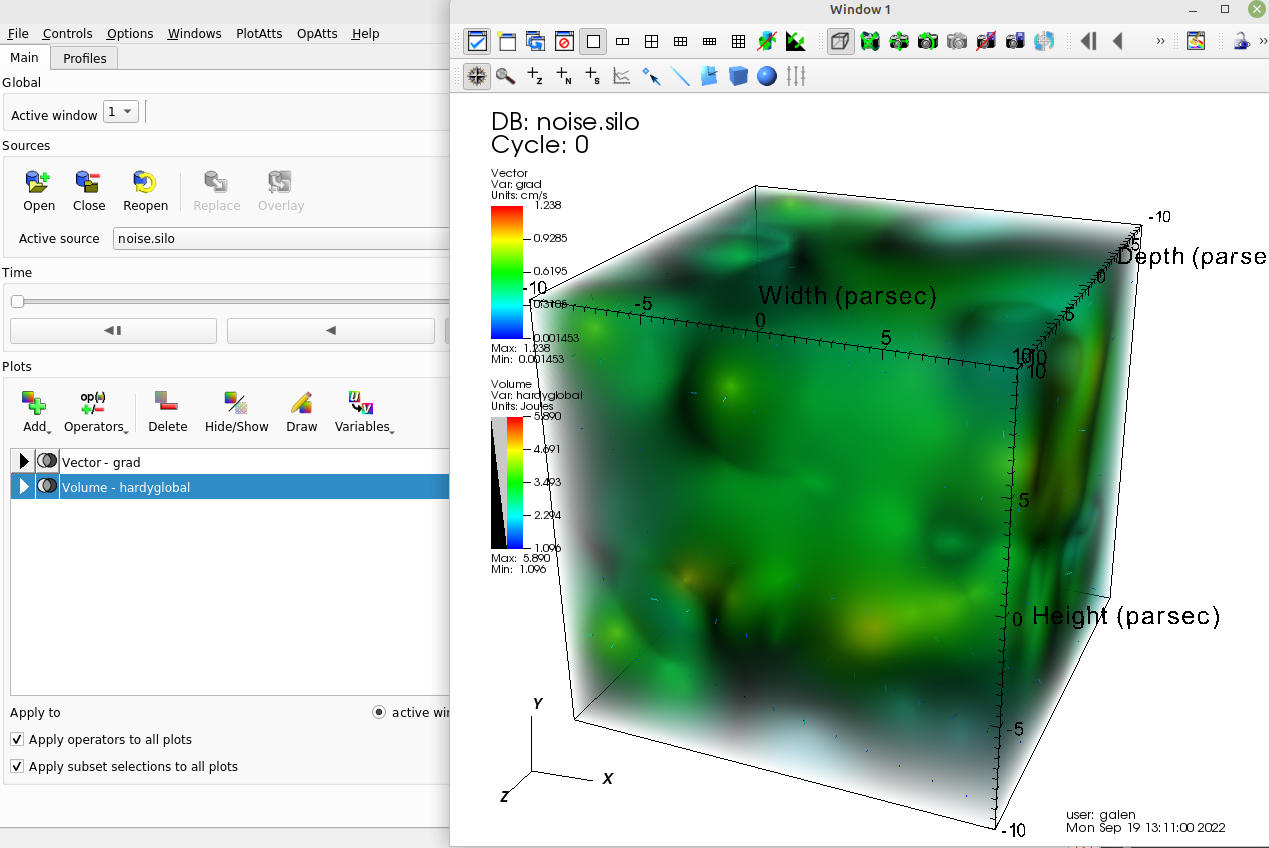 Window 1
File Controls Options Windows PlotAtts OpAtts Help
Main Profiles
Global
Active window 1
Sources
Open Close Reopen Replace Overlay
Active source noise.silo
Time
Plots
Add Operators Delete Hide/Show Draw Variables
op()
+/-
Vector - grad
Volume - hardyglobal
Apply to active wi
Apply operators to all plots
Apply subset selections to all plots
Z N S
DB: noise.silo
Cycle: 0
Vector
Var: grad
Units: cm/s
1.238
0.9285
0.6195
0.001453
Max: 1.238
Min: 0.001453
Volume
Var: hardyglobal
Units: Joules
5.890
4.691
3.493
2.294
1.096
Max: 5.890
Min: 1.096
-10 -5 0 5 10
Width (parsec)
-10
-5
0
5
10
Depth (parse
10
5
0
-5
-10
Height (parsec)
Y
X
Z
user: galen
Mon Sep 19 13:11:00 2022